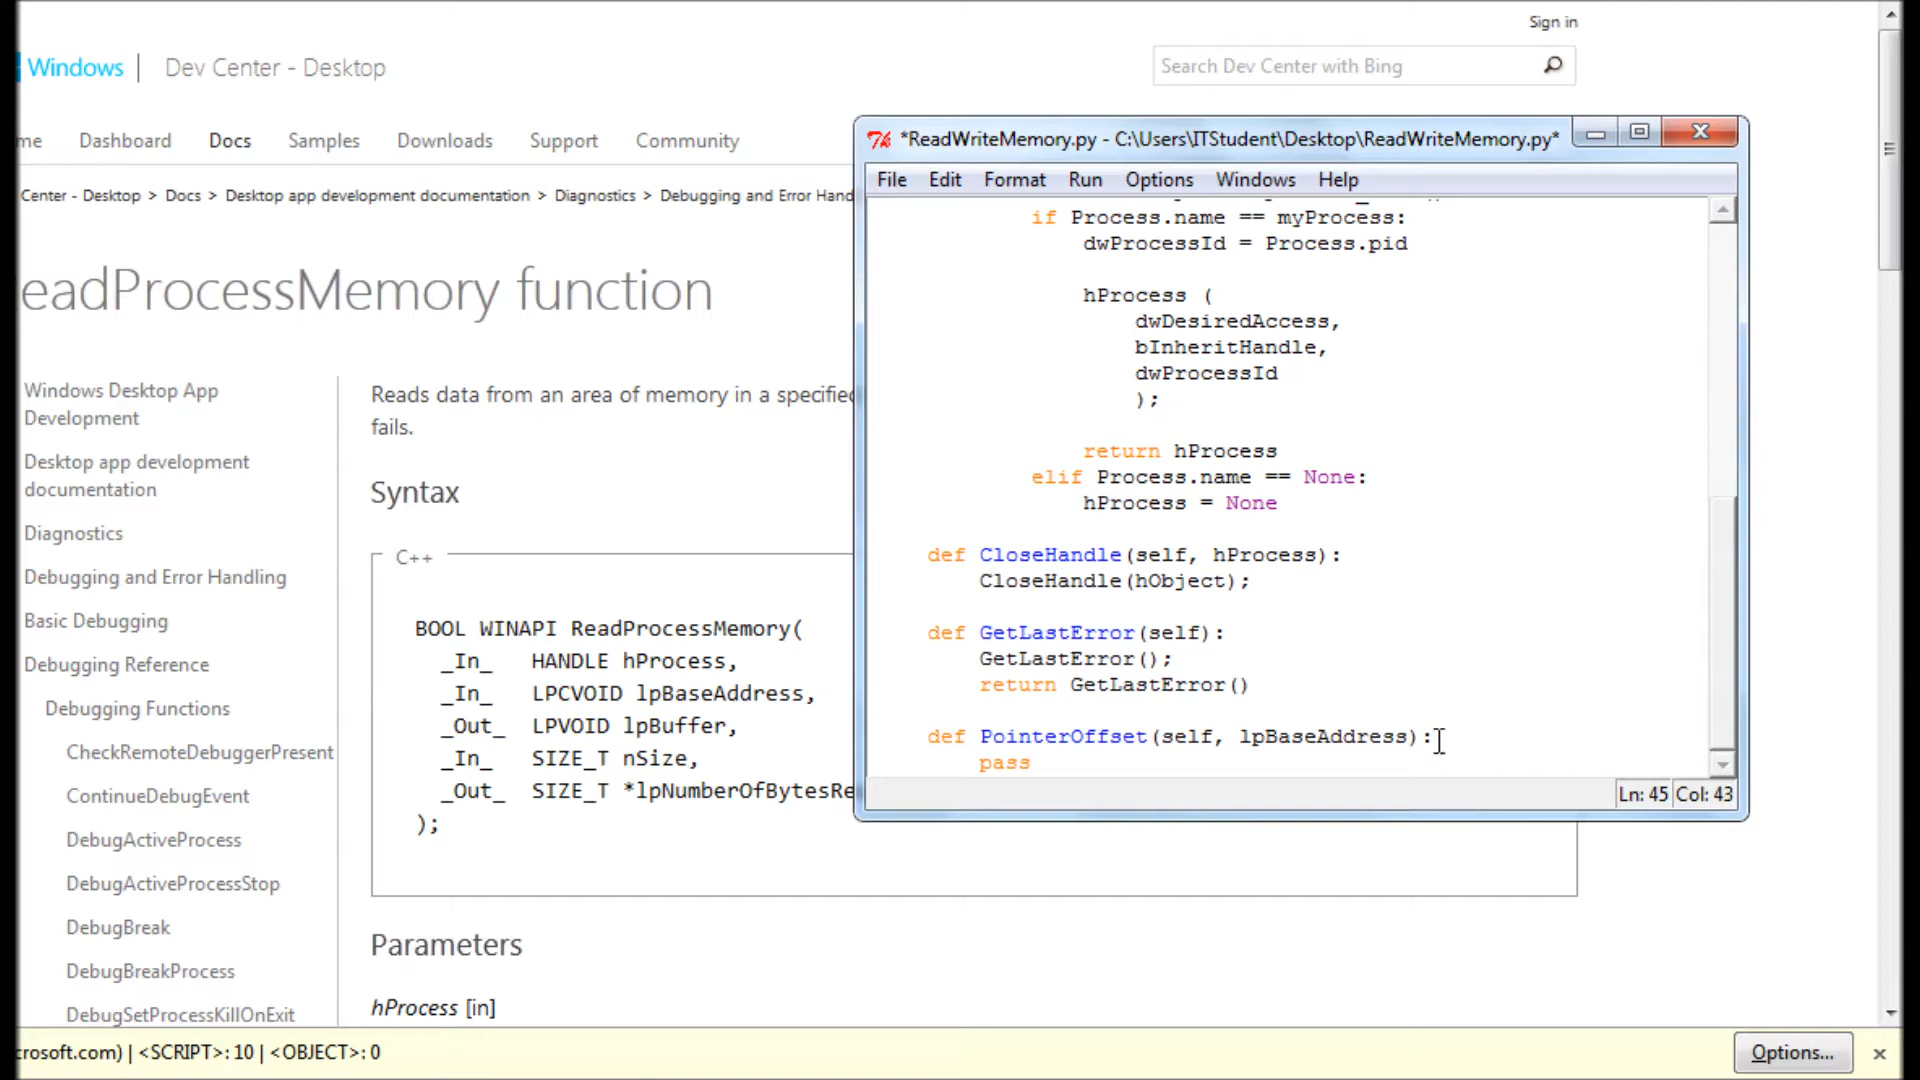 Sign in
Windows | Dev Center - Desktop
Search Dev Center with Bing
me Dashboard Docs Samples Downloads Support Community
Center - Desktop > Docs > Desktop app development documentation > Diagnostics > Debugging and Error Hand
eadProcessMemory function
Windows Desktop App
Development
Desktop app development
documentation
Diagnostics
Debugging and Error Handling
Basic Debugging
Debugging Reference
Debugging Functions
CheckRemoteDebuggerPresent
ContinueDebugEvent
DebugActiveProcess
DebugActiveProcessStop
DebugBreak
DebugBreakProcess
DebugSetProcessKillOnExit
Reads data from an area of memory in a specified
fails.
Syntax
C++
BOOL WINAPI ReadProcessMemory(
_In_ HANDLE hProcess,
_In_ LPCVOID lpBaseAddress,
_Out_ LPVOID lpBuffer,
_In_ SIZE_T nSize,
_Out_ SIZE_T *lpNumberOfBytesRe
);
Parameters
hProcess [in]
*ReadWriteMemory.py - C:\Users\ITStudent\Desktop\ReadWriteMemory.py*
File Edit Format Run Options Windows Help
if Process.name == myProcess:
dwProcessId = Process.pid
hProcess (
dwDesiredAccess,
bInheritHandle,
dwProcessId
);
return hProcess
elif Process.name == None:
hProcess = None
def CloseHandle(self, hProcess):
CloseHandle(hObject);
def GetLastError(self):
GetLastError();
return GetLastError()
def PointerOffset(self, lpBaseAddress):
pass
Ln: 45 Col: 43
crosoft.com) | <SCRIPT>: 10 | <OBJECT>: 0
Options...